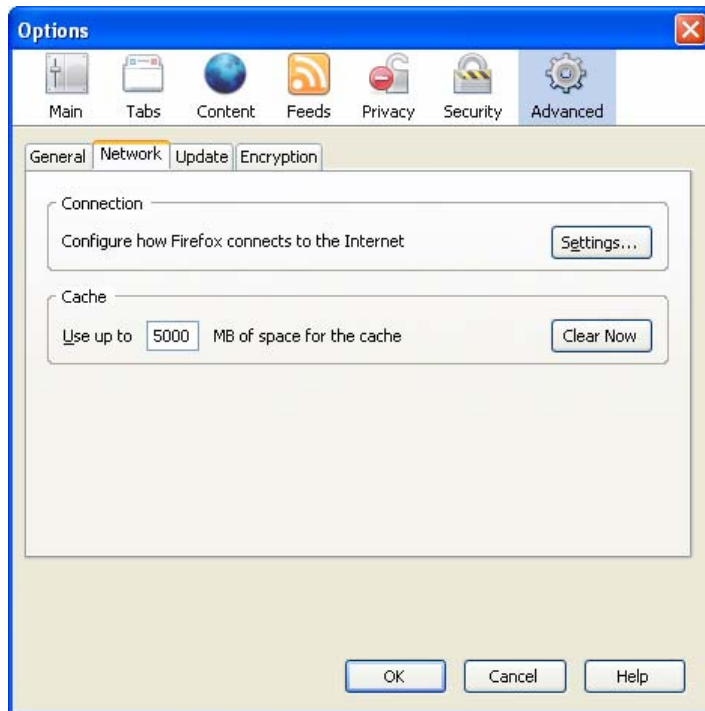 Options
Main Tabs Content Feeds Privacy Security Advanced
General Network Update Encryption
Connection
Configure how Firefox connects to the Internet Settings...
Cache
Use up to 5000 MB of space for the cache Clear Now
OK Cancel Help